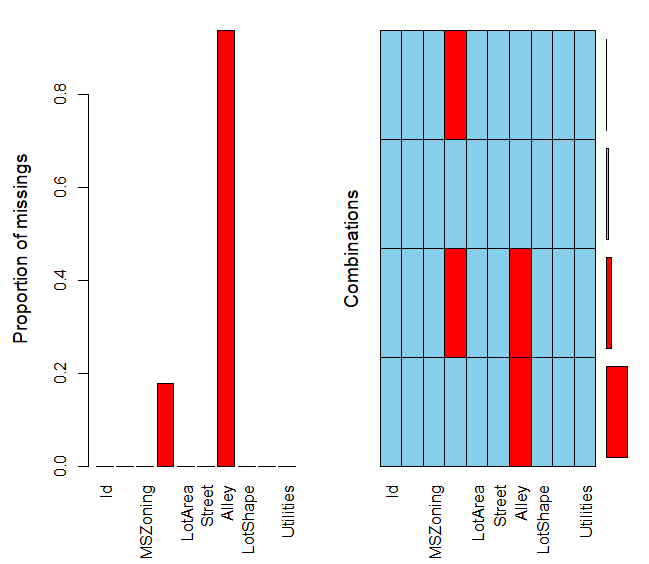 Proportion of missings
0.0
0.2
0.4
0.6
0.8
Id
MSZoning
LotArea
Street
Alley
LotShape
Utilities
Combinations
Id
MSZoning
LotArea
Street
Alley
LotShape
Utilities